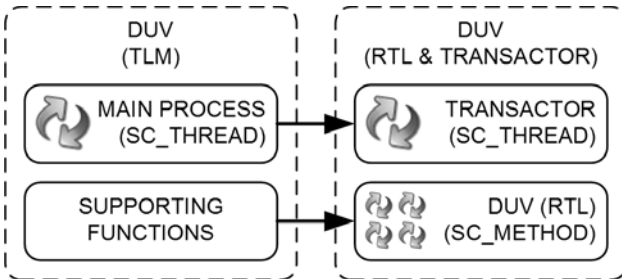 DUV
(TLM)
MAIN PROCESS
(SC_THREAD)
SUPPORTING
FUNCTIONS
DUV
(RTL & TRANSACTOR)
TRANSACTOR
(SC_THREAD)
DUV (RTL)
(SC_METHOD)